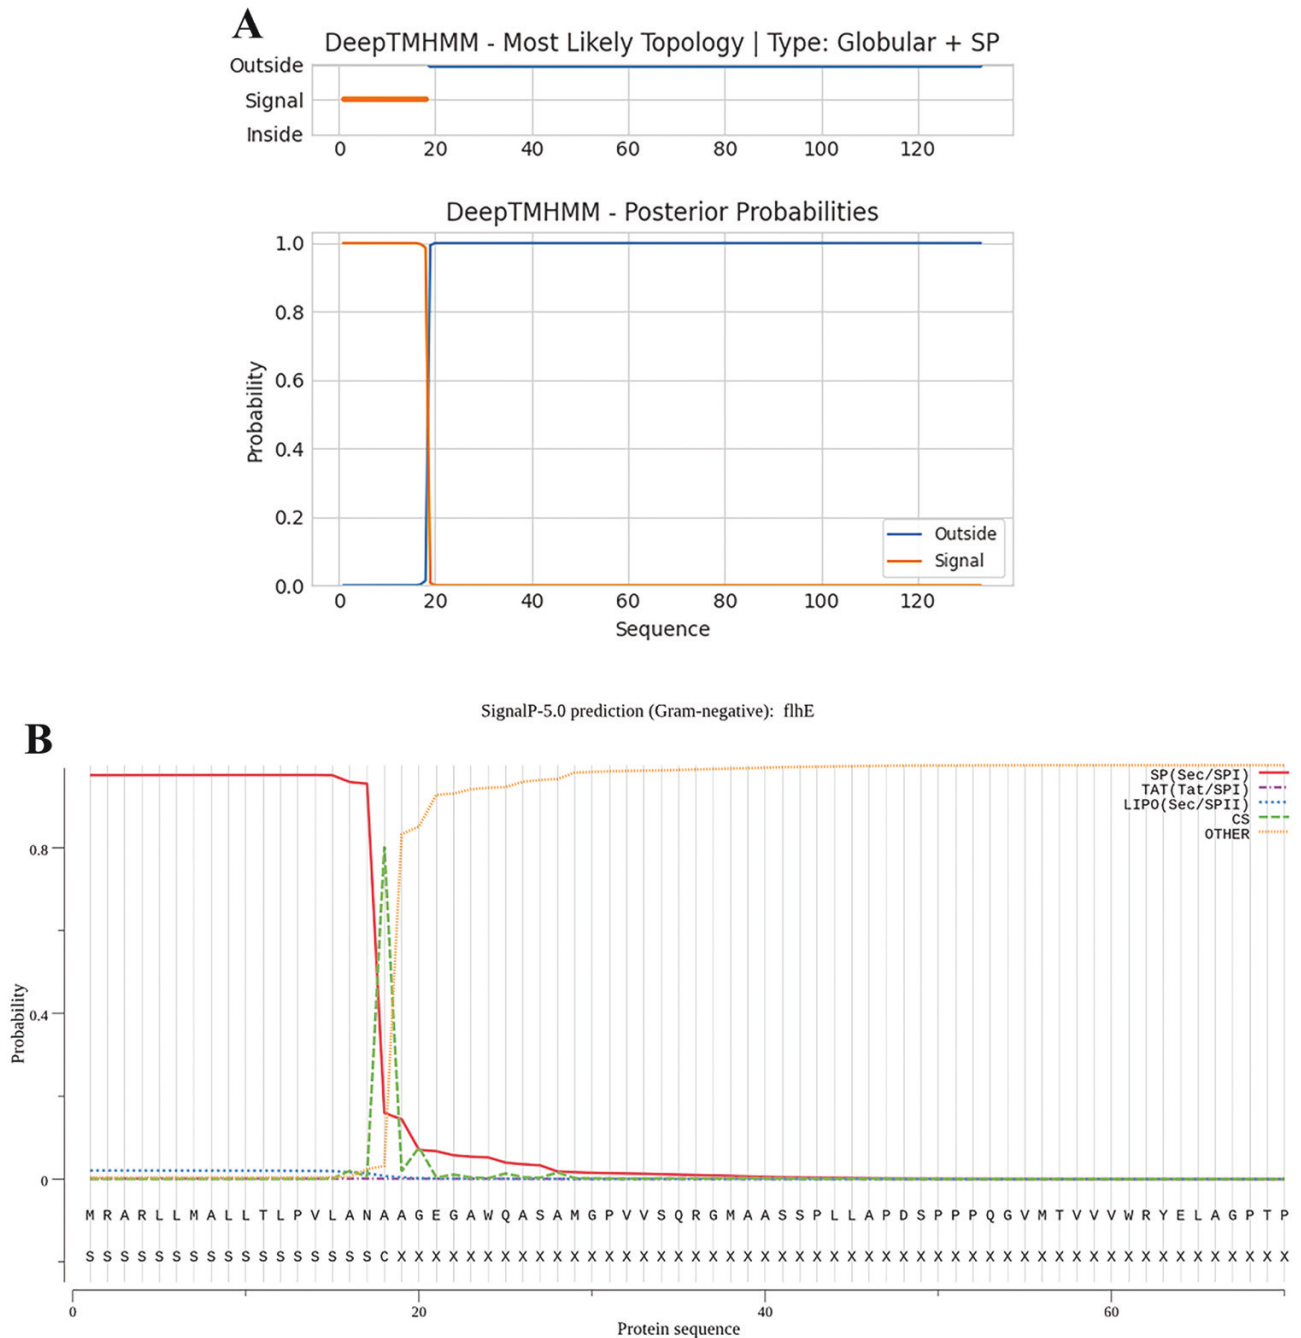 A
DeepTMHMM - Most Likely Topology | Type: Globular + SP
Outside
Signal
Inside
0 20 40 60 80 100 120
DeepTMHMM - Posterior Probabilities
1.0
0.8
0.6
0.4
0.2
0.0
Probability
Outside
Signal
0 20 40 60 80 100 120
Sequence
SignalP-5.0 prediction (Gram-negative): flhE
B
SP(Sec/SPI)
TAT(Tat/SPI)
LIPO(Sec/SPII)
CS
OTHER
0.8
0.4
0
Probability
M R A R L L M A L L T L P V L A N A A G E G A W Q A S A M G P V V S Q R G M A A S S P L L A P D S P P P Q G V M T V V V W R Y E L A G P T P
S S S S S S S S S S S S S S S S S C X X X X X X X X X X X X X X X X X X X X X X X X X X X X X X X X X X X X X X X X X X X X X X X X X X X X
0 20 40 60
Protein sequence